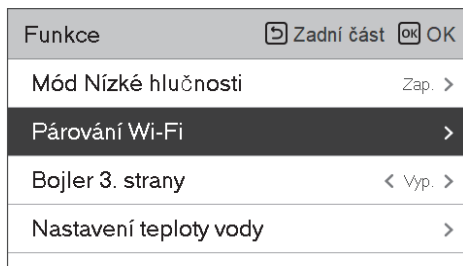 Funkce Zadní část OK OK
Mód Nízké hlučnosti Zap. >
Párování Wi-Fi >
Bojler 3. strany < Vyp. >
Nastavení teploty vody >